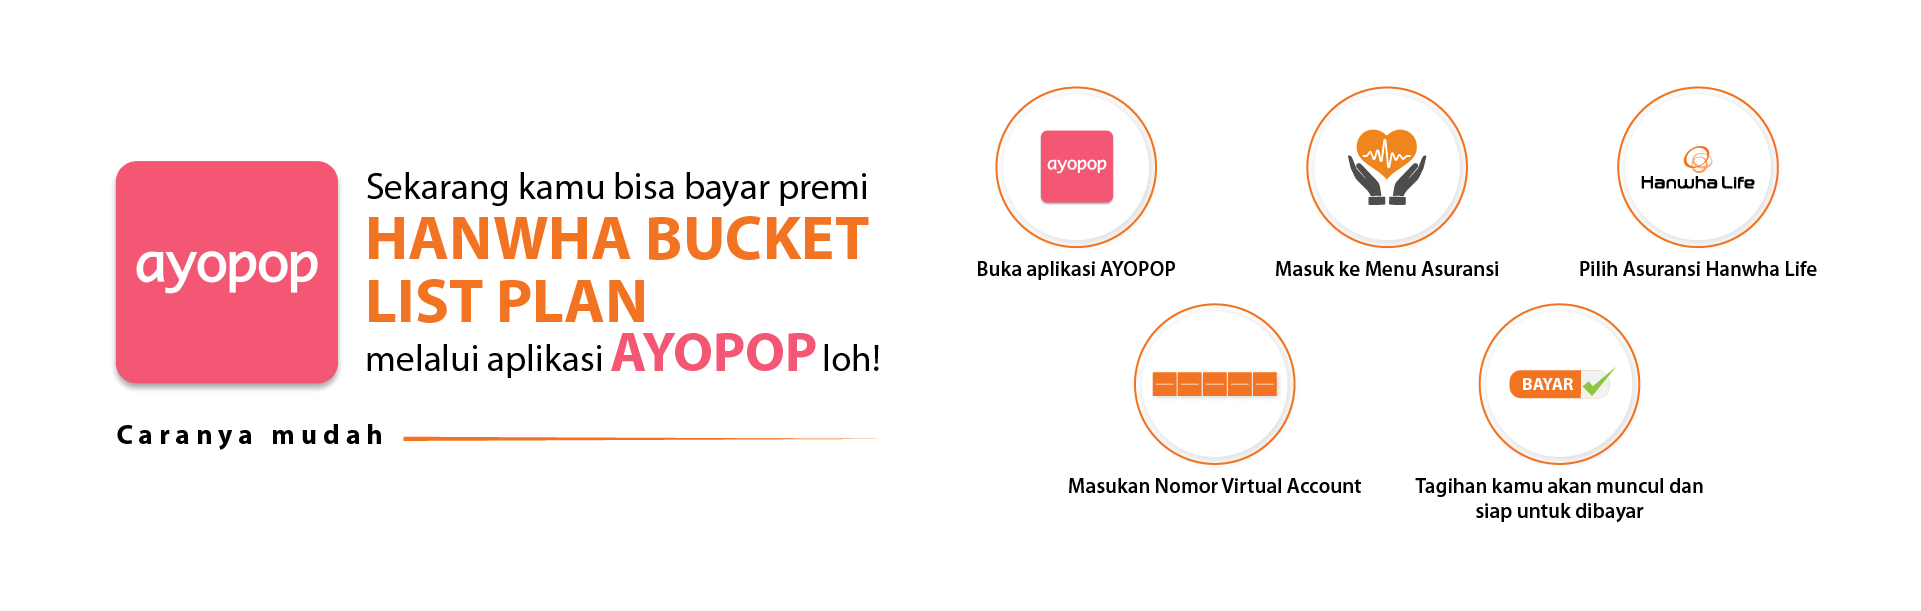 ayopop
Sekarang kamu bisa bayar premi
HANWHA BUCKET
LIST PLAN
melalui aplikasi AYOPOP loh!
Caranya mudah
ayopop
Buka aplikasi AYOPOP
Masuk ke Menu Asuransi
Hanwha Life
Pilih Asuransi Hanwha Life
Masukan Nomor Virtual Account
BAYAR
Tagihan kamu akan muncul dan
siap untuk dibayar